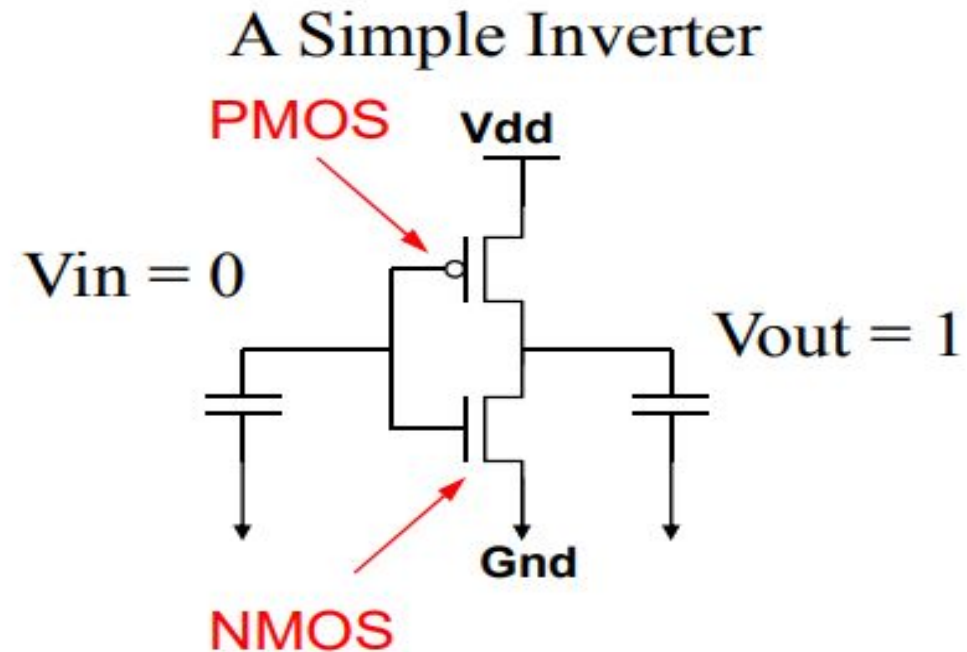 A Simple Inverter
PMOS
Vdd
Vin = 0
Vout = 1
Gnd
NMOS